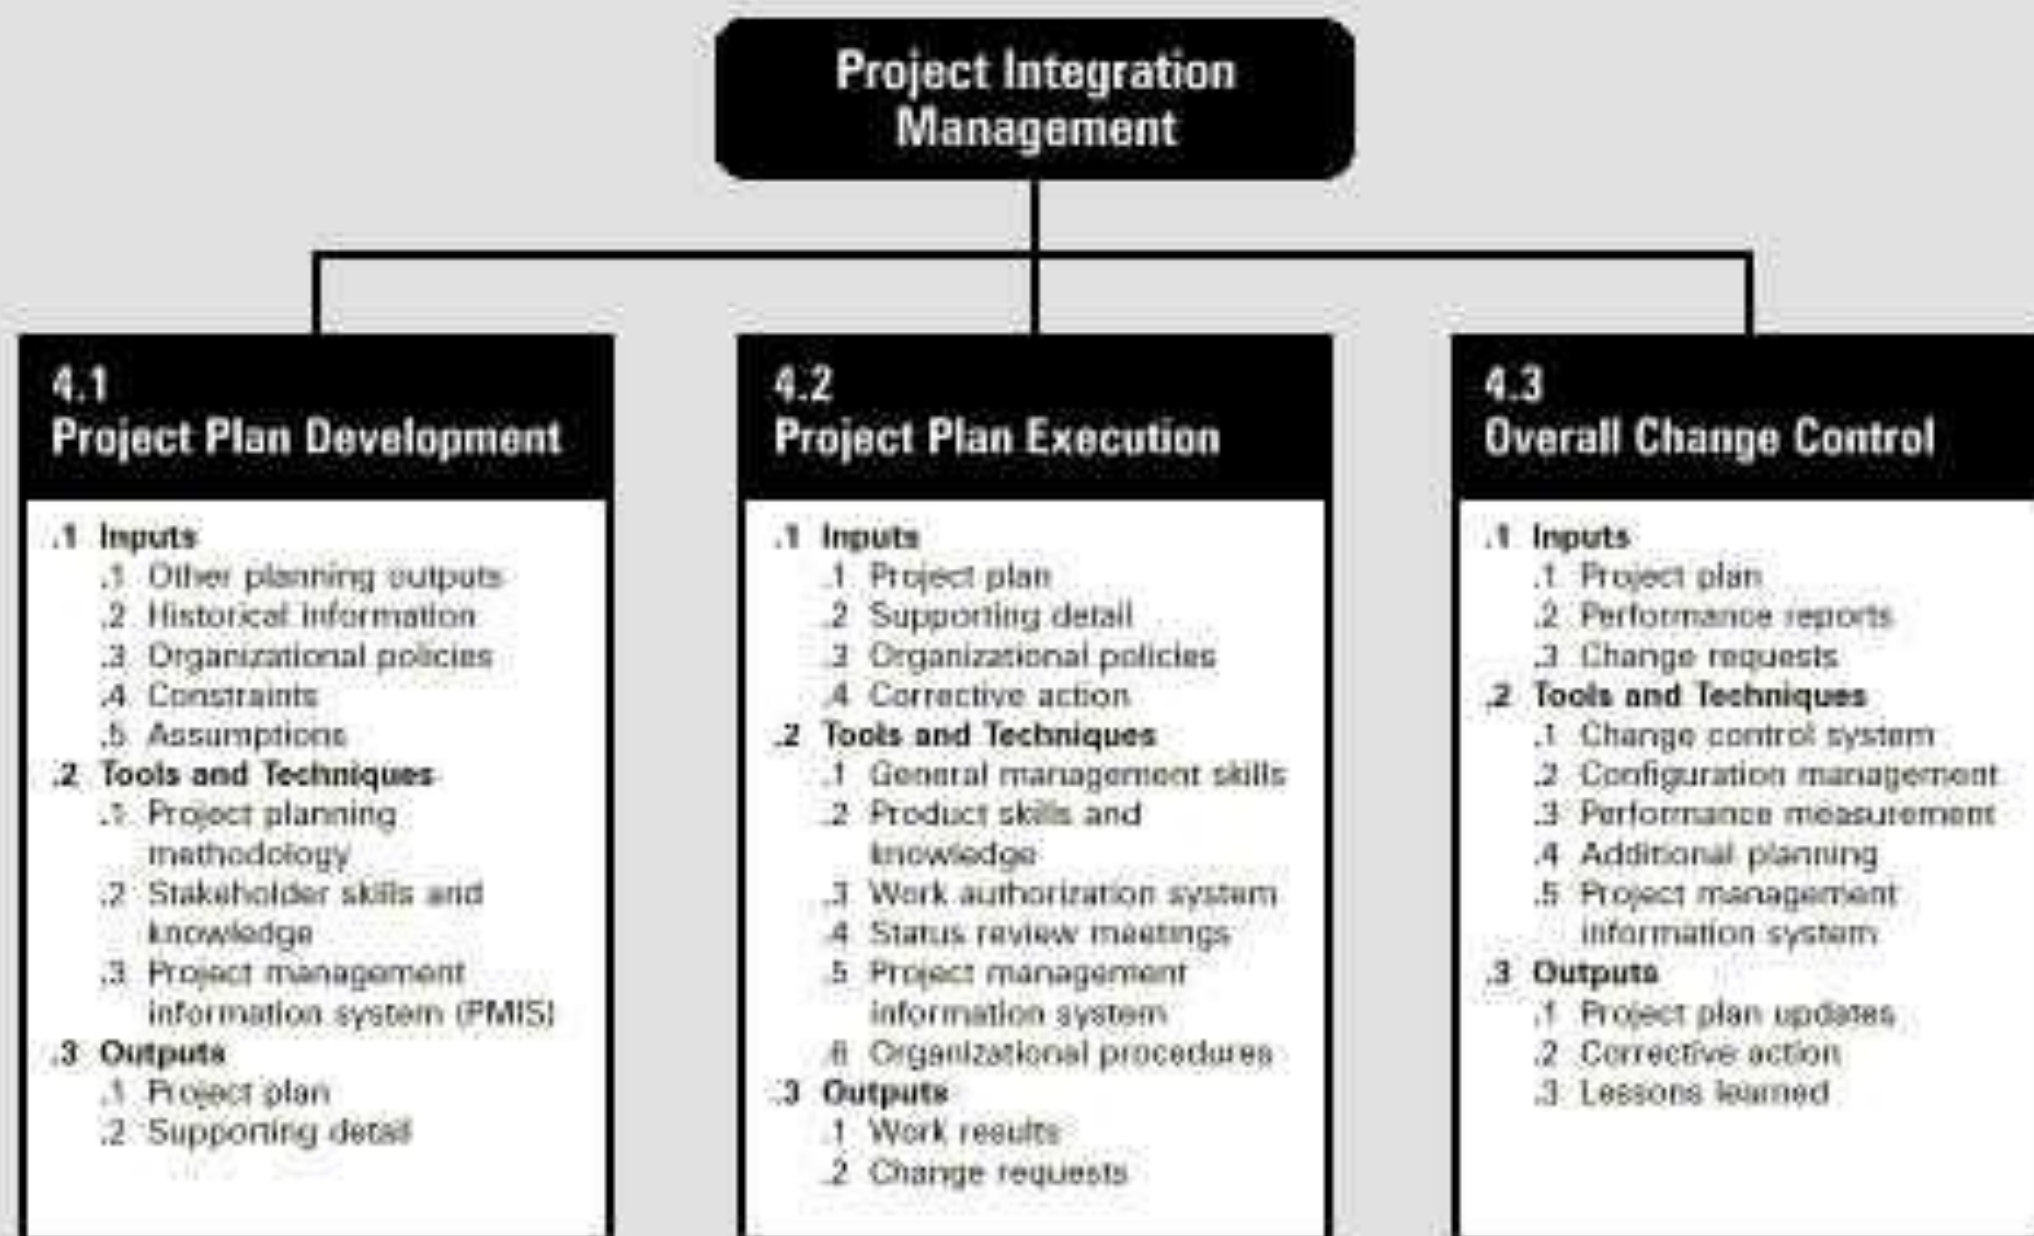 Project Integration
Management
4.1
Project Plan Development
.1 Inputs
.1 Other planning outputs
.2 Historical information
.3 Organizational policies
.4 Constraints
.5 Assumptions
.2 Tools and Techniques
.1 Project planning
methodology
.2 Stakeholder skills and
knowledge
.3 Project management
information system (PMIS)
.3 Outputs
.1 Project plan
.2 Supporting detail
4.2
Project Plan Execution
.1 Inputs
.1 Project plan
.2 Supporting detail
.3 Organizational policies
.4 Corrective action
.2 Tools and Techniques
.1 General management skills
.2 Product skills and
knowledge
.3 Work authorization system
.4 Status review meetings
.5 Project management
information system
.6 Organizational procedures
.3 Outputs
.1 Work results
.2 Change requests
4.3
Overall Change Control
.1 Inputs
.1 Project plan
.2 Performance reports
.3 Change requests
.2 Tools and Techniques
.1 Change control system
.2 Configuration management
.3 Performance measurement
.4 Additional planning
.5 Project management
information system
.3 Outputs
.1 Project plan updates
.2 Corrective action
.3 Lessons learned